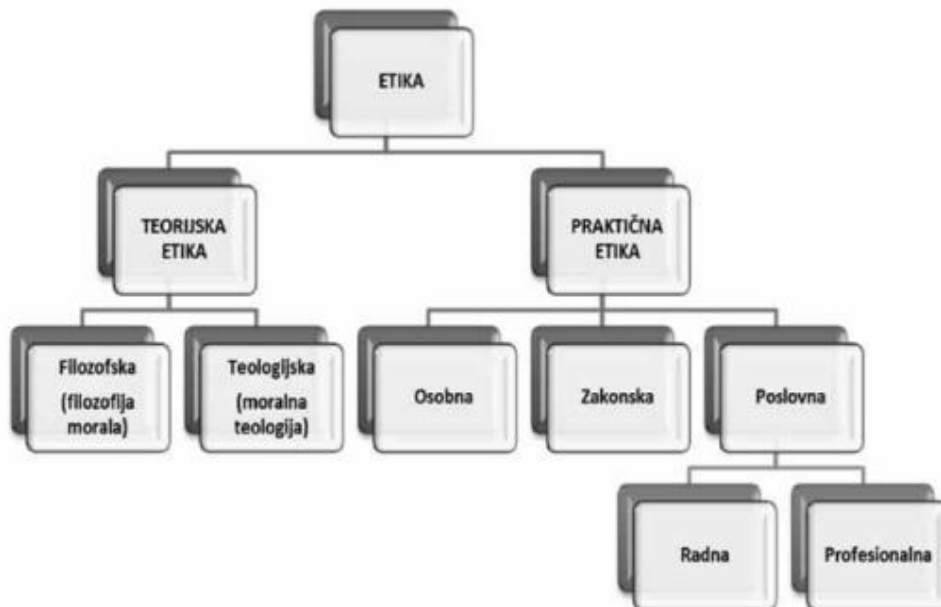 ETIKA
TEORIJSKA
ETIKA
PRAKTIČNA
ETIKA
Filozofska
(filozofija
morala)
Teologijska
(moralna
teologija)
Osobna
Zakonska
Poslovna
Radna
Profesionalna